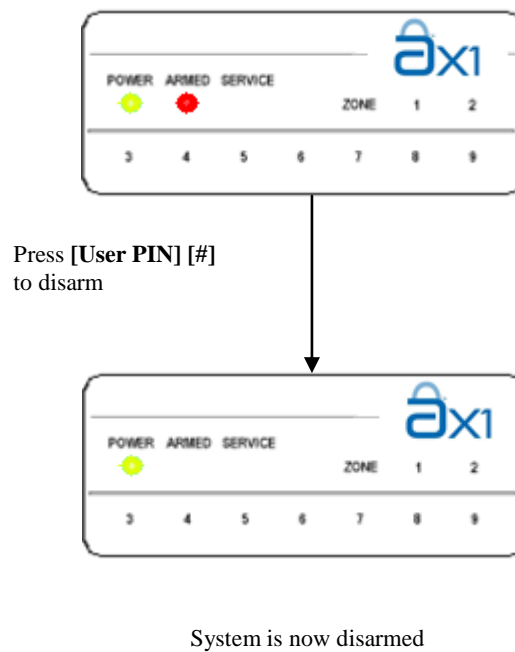 ax1
POWER ARMED SERVICE
ZONE 1 2
3 4 5 6 7 8 9
Press [User PIN] [#]
to disarm
ax1
POWER ARMED SERVICE
ZONE 1 2
3 4 5 6 7 8 9
System is now disarmed